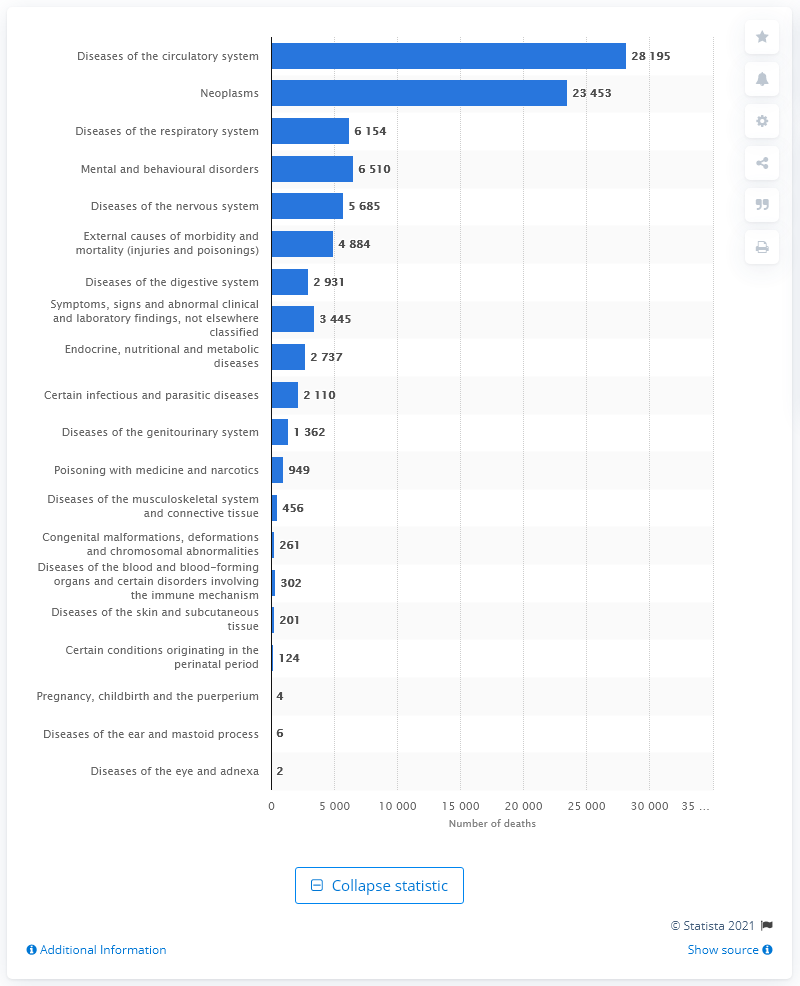 Diseases of the circulatory system
28 195
Neoplasms
23 453
Diseases of the respiratory system
6 154
Mental and behavioural disorders
6 510
Diseases of the nervous system
5 685
External causes of morbidity and
mortality (injuries and poisonings)
4 884
Diseases of the digestive system
2 931
Symptoms, signs and abnormal clinical
and laboratory findings, not elsewhere
classified
3 445
Endocrine, nutritional and metabolic
diseases
2 737
Certain infectious and parasitic diseases
2 110
Diseases of the genitourinary system
1 362
Poisoning with medicine and narcotics
949
Diseases of the musculoskeletal system
and connective tissue
456
Congenital malformations, deformations
and chromosomal abnormalities
261
Diseases of the blood and blood-forming
organs and certain disorders involving
the immune mechanism
302
Diseases of the skin and subcutaneous
tissue
201
Certain conditions originating in the
perinatal period
124
Pregnancy, childbirth and the puerperium
4
Diseases of the ear and mastoid process
6
Diseases of the eye and adnexa
2
0 5 000 10 000 15 000 20 000 25 000 30 000 35 ...
Number of deaths
Collapse statistic
© Statista 2021
Additional Information
Show source